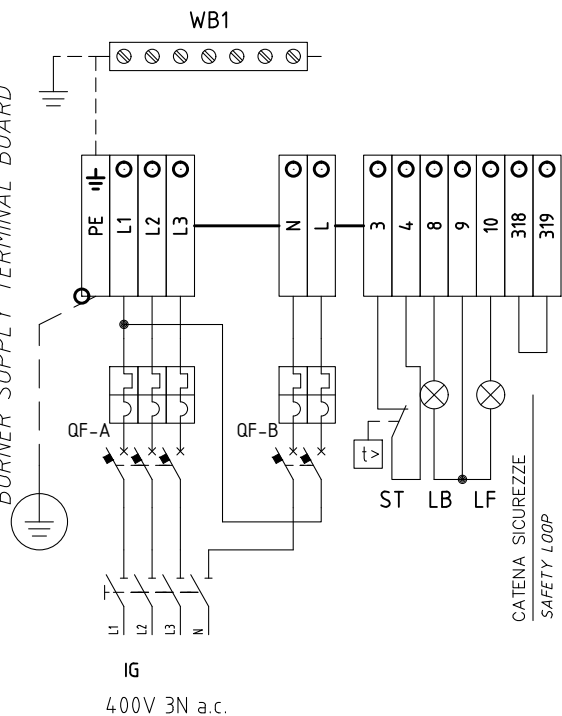 WB1
BURNER SUPPLY TERMINAL BOARD
PE L1 L2 L3 N L 3 4 8 9 10 318 319
QF-A QF-B
t>
ST LB LF
CATENA SICUREZZE
SAFETY LOOP
L1 L2 L3 N
IG
400V 3N a.c.